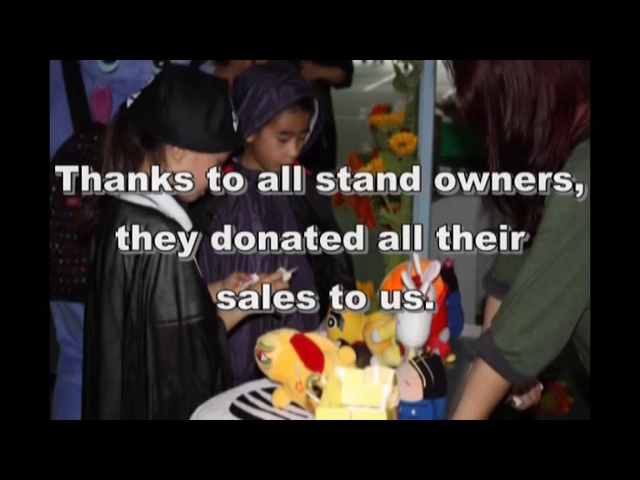 Thanks to all stand owners,
they donated all their
sales to us.